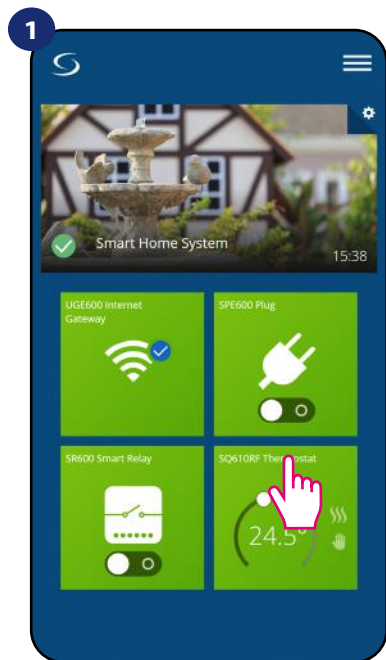 1
Smart Home System
15:38
UGE600 Internet
Gateway
SPE600 Plug
SR600 Smart Relay
SQ610RF Thermostat
24.5°